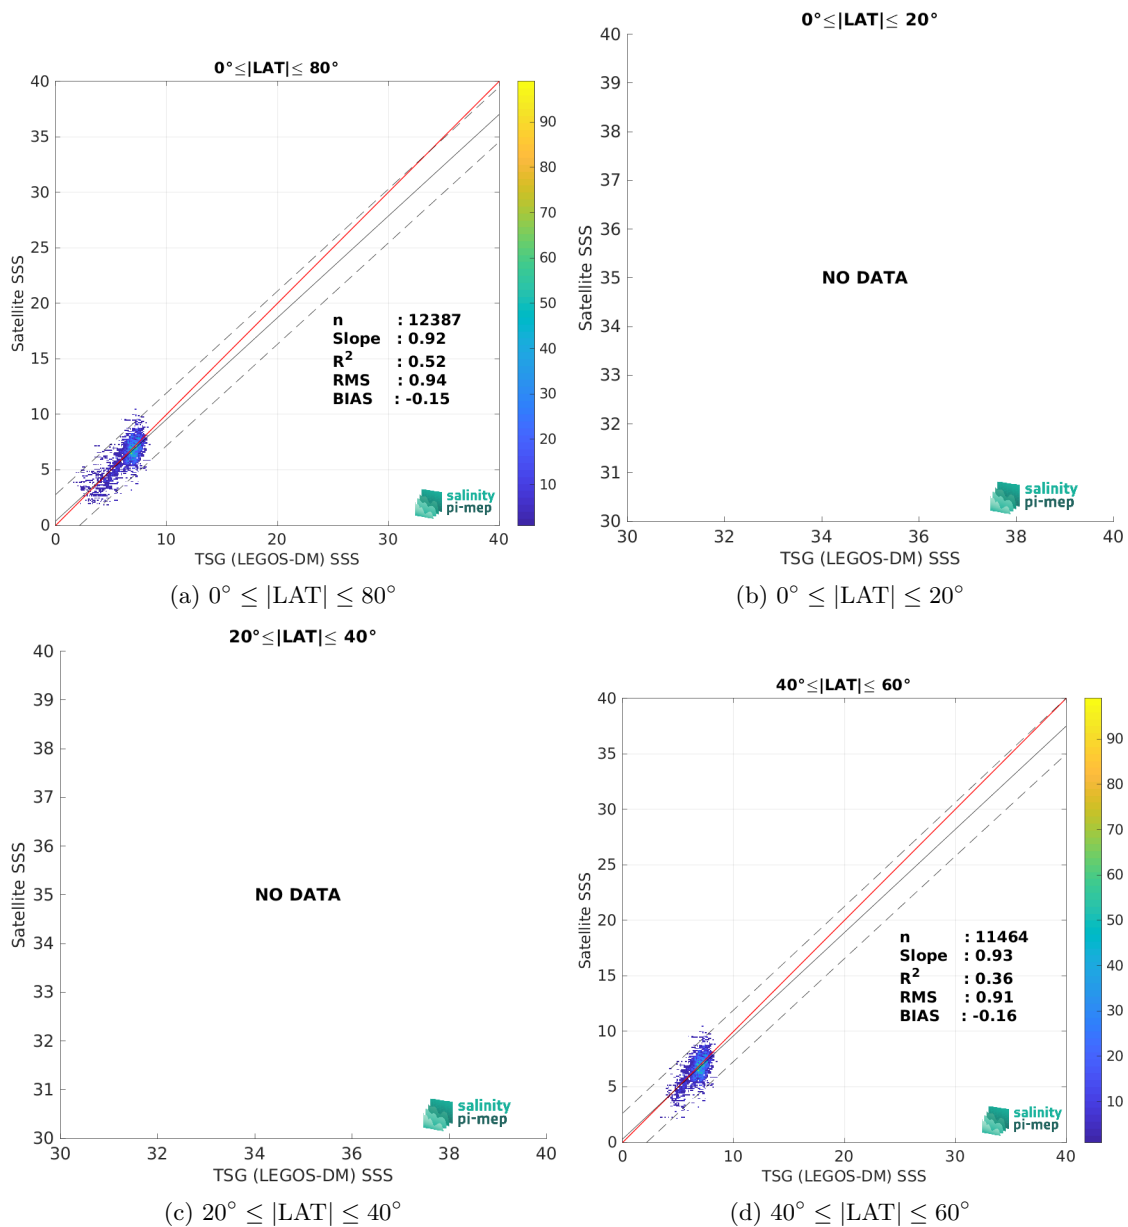 0°≤|LAT|≤ 80°
40
35
30
25
20
15
10
5
0
0
10
20
30
40
Satellite SSS
TSG (LEGOS-DM) SSS
n : 12387
Slope : 0.92
R² : 0.52
RMS : 0.94
BIAS : -0.15
salinity
pi-mep
90
80
70
60
50
40
30
20
10
(a) 0° ≤ |LAT| ≤ 80°
0°≤|LAT|≤ 20°
40
39
38
37
36
35
34
33
32
31
30
30
32
34
36
38
40
Satellite SSS
NO DATA
salinity
pi-mep
TSG (LEGOS-DM) SSS
(b) 0° ≤ |LAT| ≤ 20°
20°≤|LAT|≤ 40°
40
39
38
37
36
35
34
33
32
31
30
30
32
34
36
38
40
Satellite SSS
NO DATA
salinity
pi-mep
TSG (LEGOS-DM) SSS
(c) 20° ≤ |LAT| ≤ 40°
40°≤|LAT|≤ 60°
40
35
30
25
20
15
10
5
0
0
10
20
30
40
Satellite SSS
TSG (LEGOS-DM) SSS
n : 11464
Slope : 0.93
R² : 0.36
RMS : 0.91
BIAS : -0.16
salinity
pi-mep
90
80
70
60
50
40
30
20
10
(d) 40° ≤ |LAT| ≤ 60°